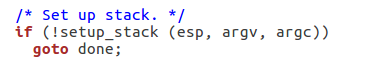 /* Set up stack. */
if (!setup_stack (esp, argv, argc))
goto done;